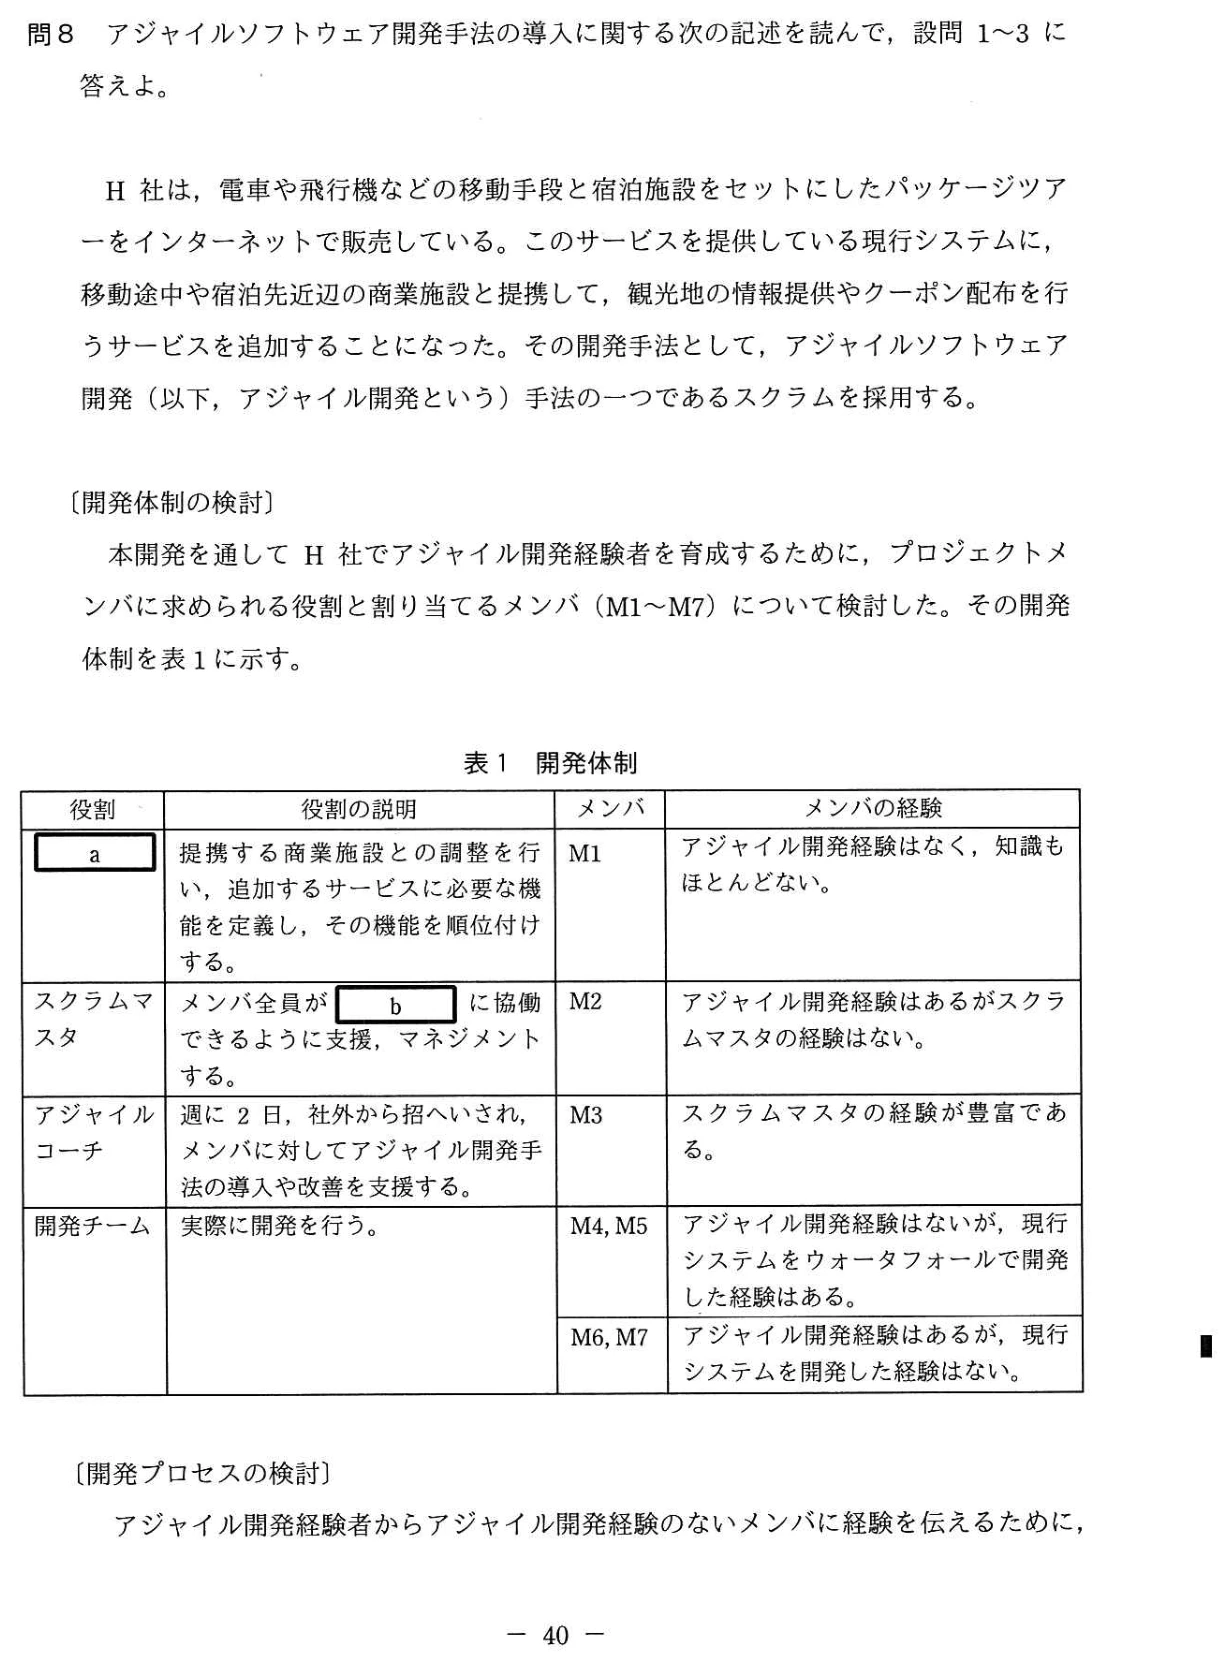 問８　アジャイルソフトウェア開発手法の導入に関する次の記述を読んで，設問 1～3 に
答えよ。
H 社は，電車や飛行機などの移動手段と宿泊施設をセットにしたパッケージツア
ーをインターネットで販売している。このサービスを提供している現行システムに，
移動途中や宿泊先近辺の商業施設と提携して，観光地の情報提供やクーポン配布を行
うサービスを追加することになった。その開発手法として，アジャイルソフトウェア
開発（以下，アジャイル開発という）手法の一つであるスクラムを採用する。
〔開発体制の検討〕
本開発を通して H 社でアジャイル開発経験者を育成するために，プロジェクトメ
ンバに求められる役割と割り当てるメンバ（M1～M7）について検討した。その開発
体制を表 1 に示す。
表 1　開発体制
役割　役割の説明　メンバ　メンバの経験
a
提携する商業施設との調整を行
い，追加するサービスに必要な機
能を定義し，その機能を順位付け
する。
M1
アジャイル開発経験はなく，知識も
ほとんどない。
スクラムマ
スタ
メンバ全員が b に協働
できるように支援，マネジメント
する。
M2
アジャイル開発経験はあるがスクラ
ムマスタの経験はない。
アジャイル
コーチ
週に 2 日，社外から招へいされ，
メンバに対してアジャイル開発手
法の導入や改善を支援する。
M3
スクラムマスタの経験が豊富であ
る。
開発チーム
実際に開発を行う。
M4, M5
アジャイル開発経験はないが，現行
システムをウォータフォールで開発
した経験はある。
M6, M7
アジャイル開発経験はあるが，現行
システムを開発した経験はない。
〔開発プロセスの検討〕
アジャイル開発経験者からアジャイル開発経験のないメンバに経験を伝えるために，
－ 40 －